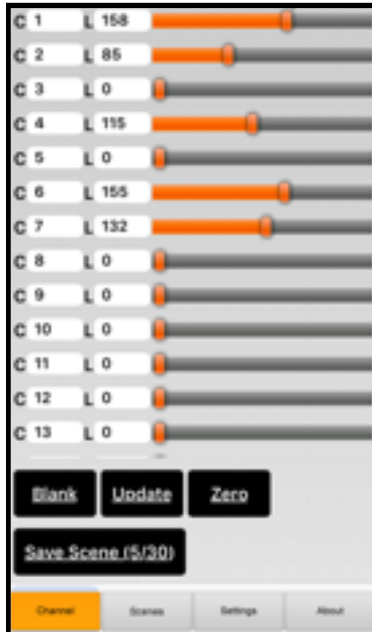 C 1 L 158
C 2 L 85
C 3 L 0
C 4 L 115
C 5 L 0
C 6 L 155
C 7 L 132
C 8 L 0
C 9 L 0
C 10 L 0
C 11 L 0
C 12 L 0
C 13 L 0
Blank Update Zero
Save Scene (5/30)
Channel Scenes Settings About